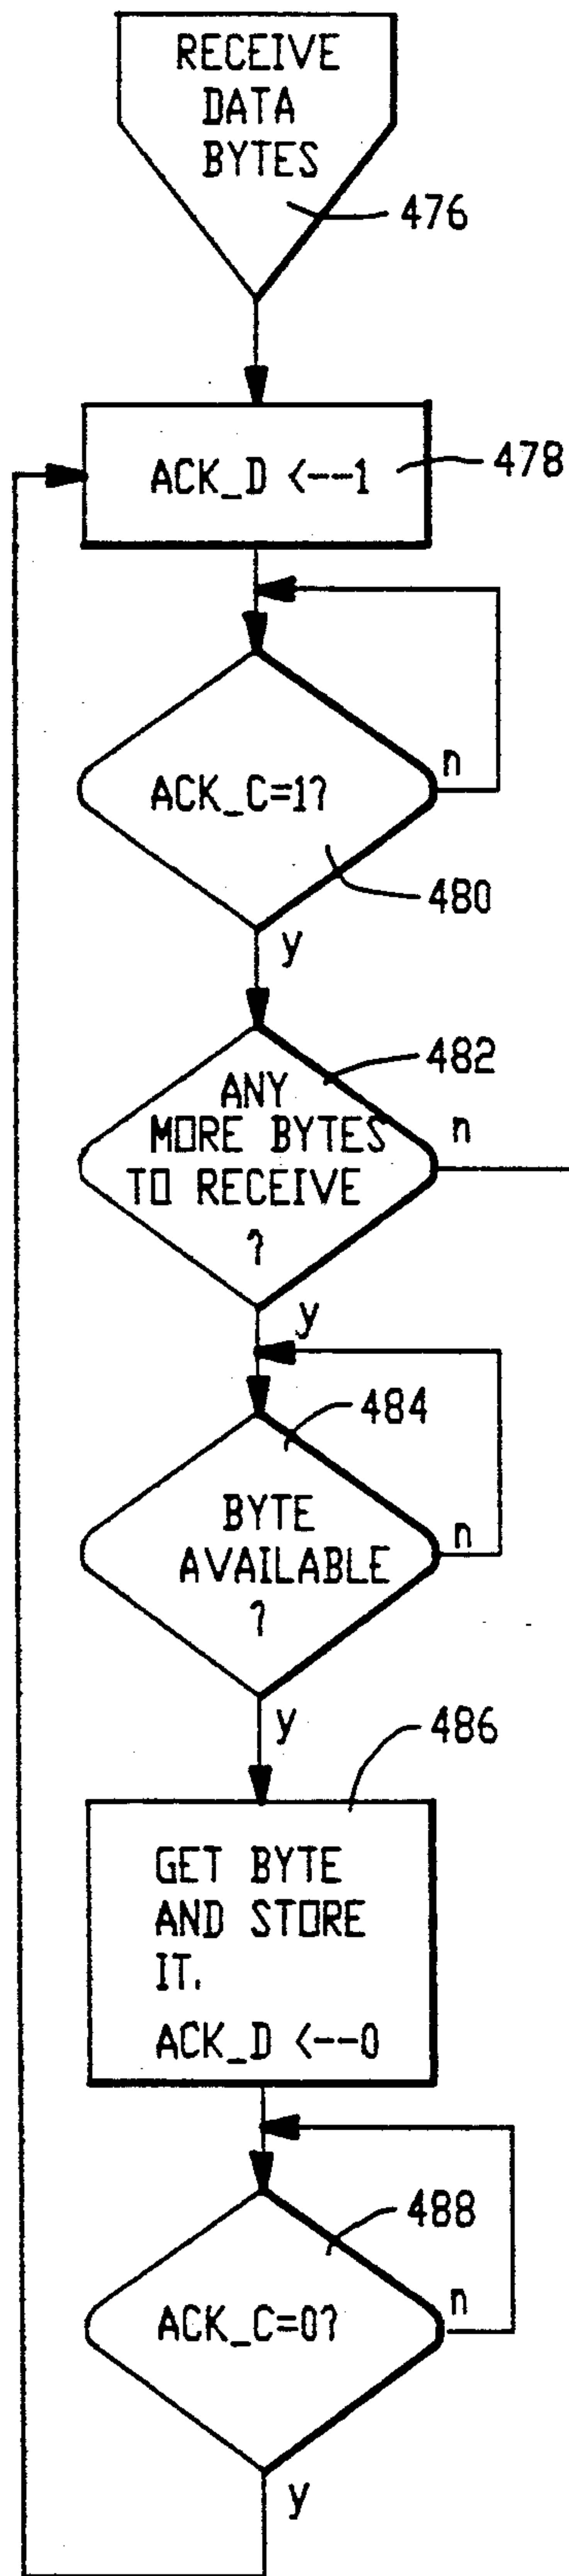 RECEIVE
DATA
BYTES
476
ACK_D <--1
478
n
ACK_C=1?
480
y
482
ANY
MORE BYTES
TO RECEIVE
?
n
y
484
BYTE
AVAILABLE
?
n
y
486
GET BYTE
AND STORE
IT.
ACK_D <--0
488
n
ACK_C=0?
y